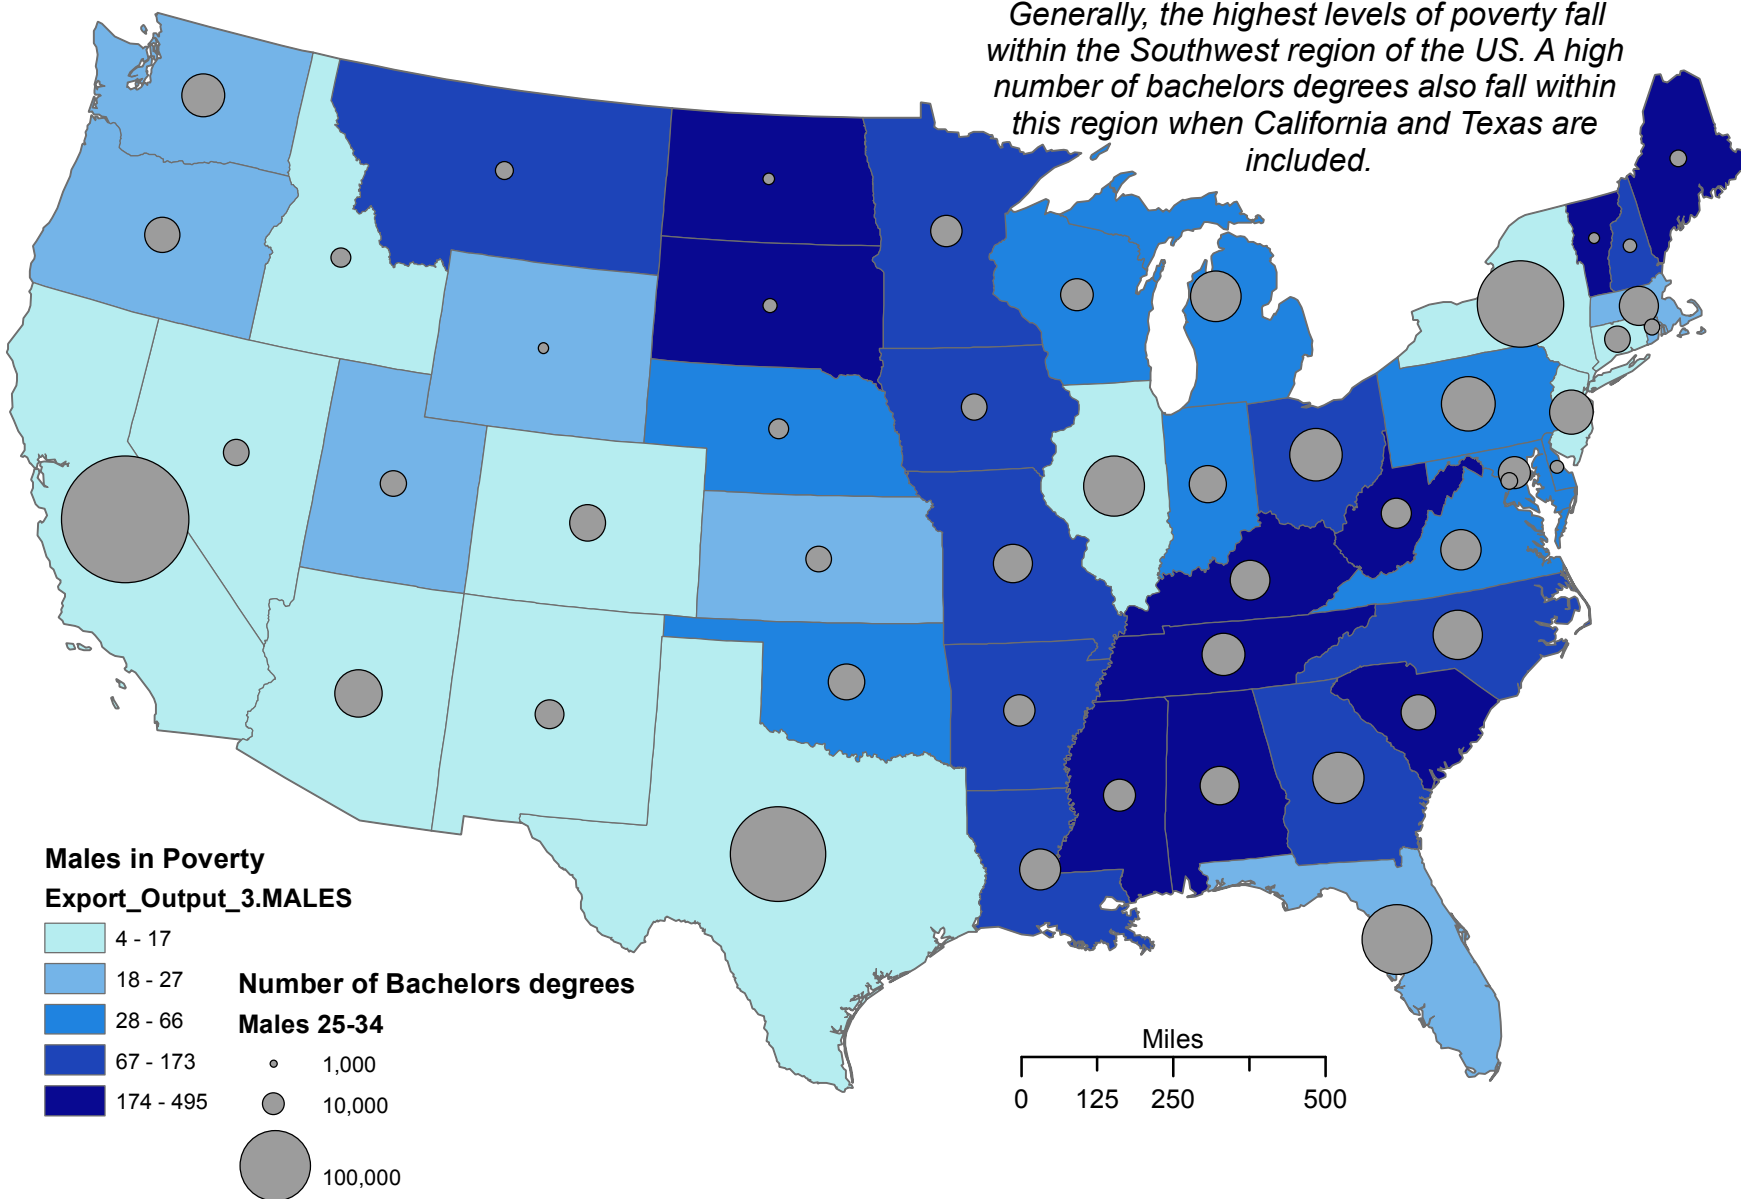 Generally, the highest levels of poverty fall
within the Southwest region of the US. A high
number of bachelors degrees also fall within
this region when California and Texas are
included.
Males in Poverty
Export_Output_3.MALES
4 - 17
18 - 27
28 - 66
67 - 173
174 - 495
Number of Bachelors degrees
Males 25-34
1,000
10,000
100,000
Miles
0 125 250 500